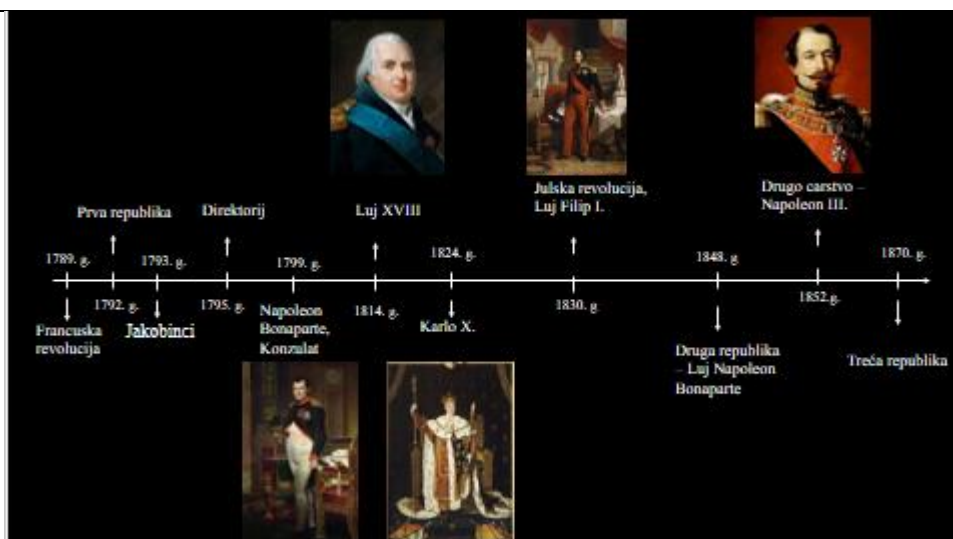 Julska revolucija,
Luj Filip I.
Drugo carstvo –
Napoleon III.
Prva republika
Direktorij
Luj XVIII
1789. g.
1793. g.
1799. g.
1824. g.
1848. g
1870. g.
1792. g.
1795. g.
1814. g.
1830. g
1852.g.
Francuska
revolucija
Jakobinci
Napoleon
Bonaparte,
Konzulat
Karlo X.
Druga republika
– Luj Napoleon
Bonaparte
Treća republika